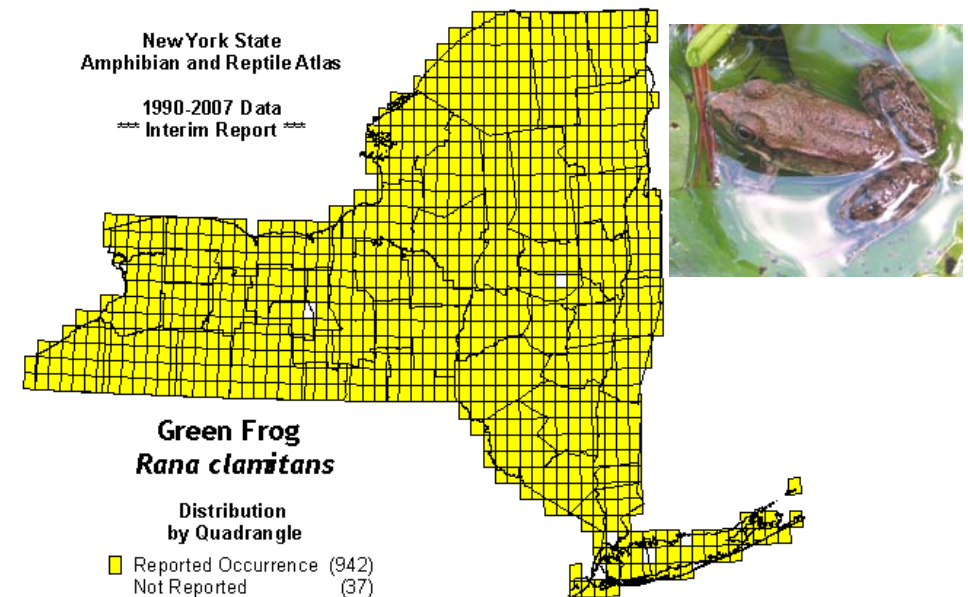 New York State
Amphibian and Reptile Atlas
1990-2007 Data
*** Interim Report ***
Green Frog
Rana clamitans
Distribution
by Quadrangle
Reported Occurrence (942)
Not Reported (37)